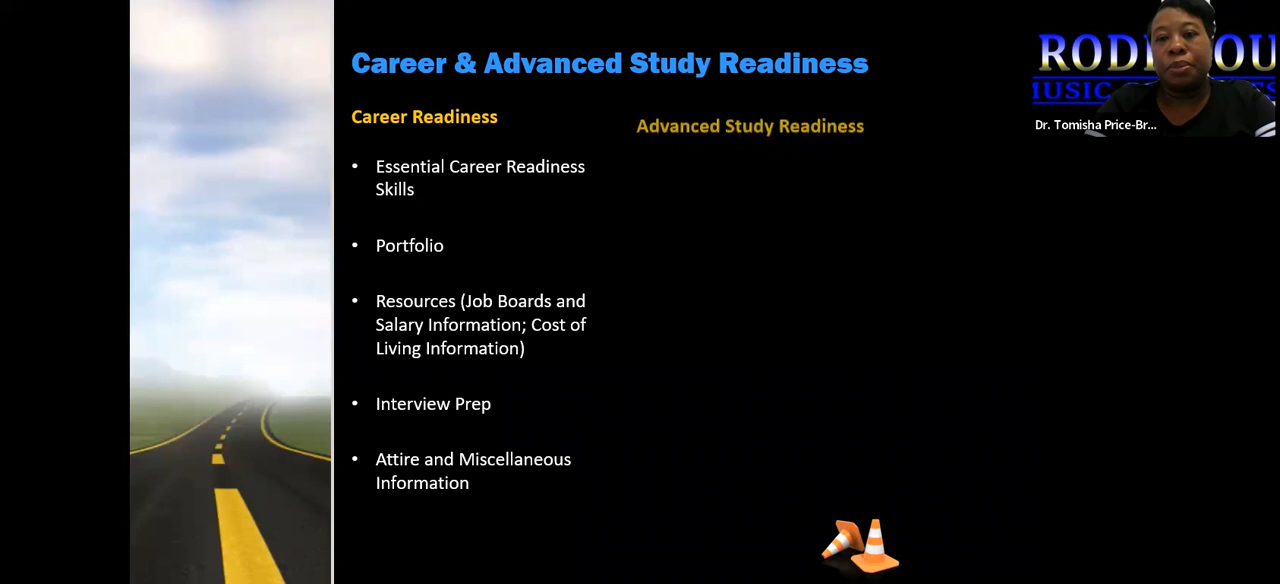 Career & Advanced Study Readiness
Career Readiness
• Essential Career Readiness
Skills
• Portfolio
• Resources (Job Boards and
Salary Information; Cost of
Living Information)
• Interview Prep
• Attire and Miscellaneous
Information
Advanced Study Readiness
Dr. Tomisha Price-Br...